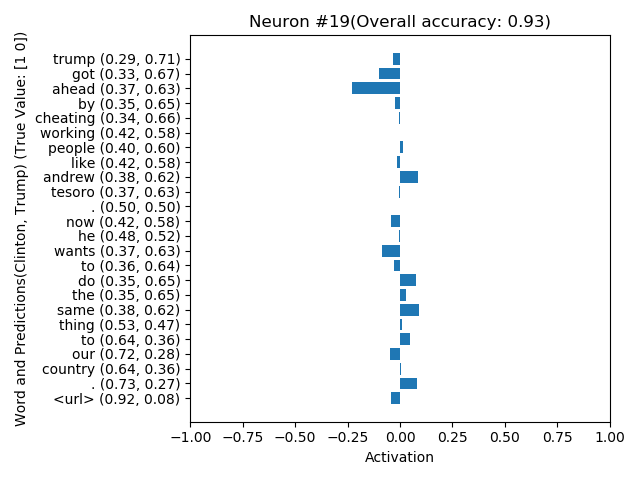 Neuron #19(Overall accuracy: 0.93)
Word and Predictions(Clinton, Trump) (True Value: [1 0])
trump (0.29, 0.71)
got (0.33, 0.67)
ahead (0.37, 0.63)
by (0.35, 0.65)
cheating (0.34, 0.66)
working (0.42, 0.58)
people (0.40, 0.60)
like (0.42, 0.58)
andrew (0.38, 0.62)
tesoro (0.37, 0.63)
. (0.50, 0.50)
now (0.42, 0.58)
he (0.48, 0.52)
wants (0.37, 0.63)
to (0.36, 0.64)
do (0.35, 0.65)
the (0.35, 0.65)
same (0.38, 0.62)
thing (0.53, 0.47)
to (0.64, 0.36)
our (0.72, 0.28)
country (0.64, 0.36)
. (0.73, 0.27)
<url> (0.92, 0.08)
−1.00 −0.75 −0.50 −0.25 0.00 0.25 0.50 0.75 1.00
Activation